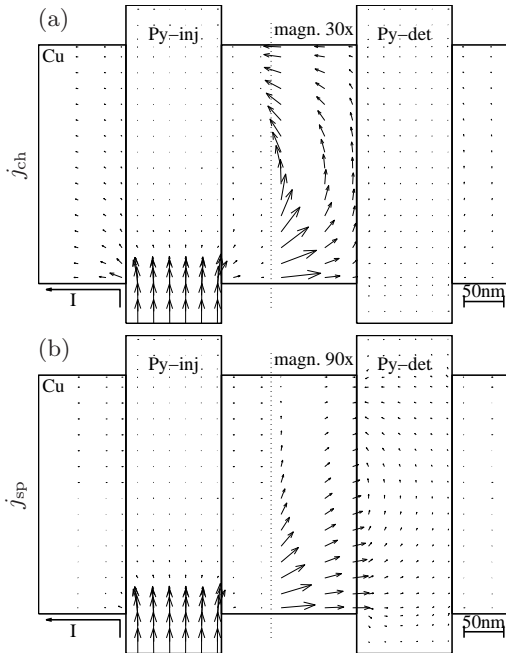 (a)
Py-inj
magn. 30x
Py-det
Cu
j_ch
I
50nm
(b)
Py-inj
magn. 90x
Py-det
Cu
j_sp
I
50nm